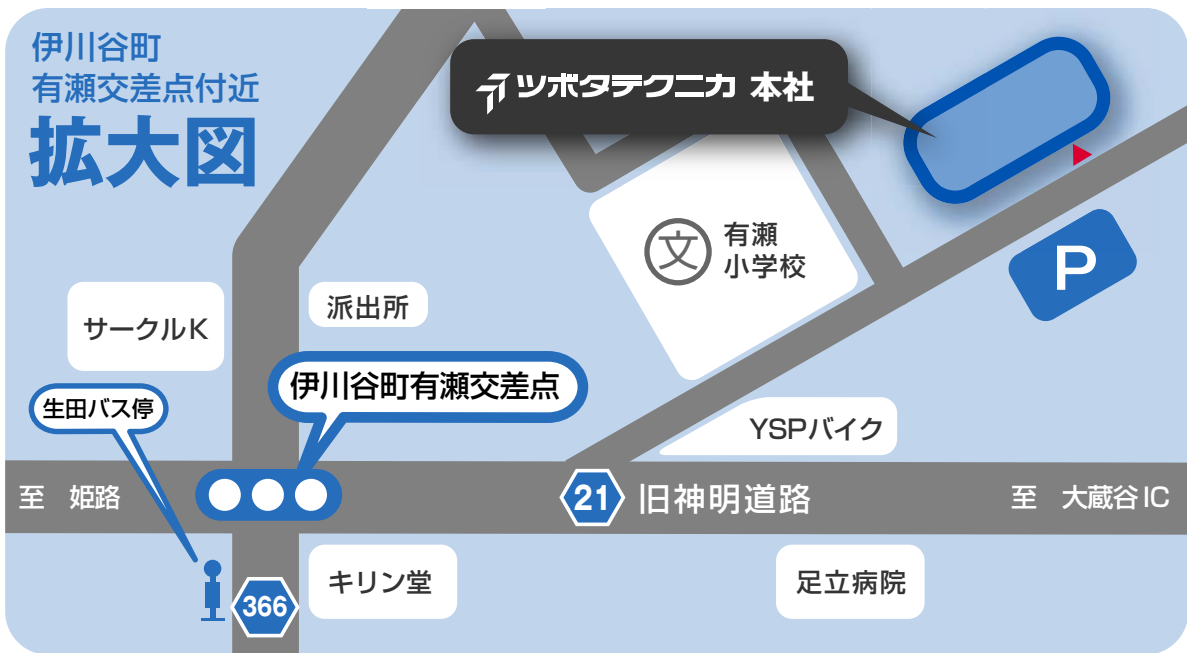 伊川谷町
有瀬交差点付近
拡大図
ツボタテクニカ 本社
有瀬
小学校
文
P
派出所
サークルK
伊川谷町有瀬交差点
生田バス停
YSPバイク
至 姫路
21
旧神明道路
至 大蔵谷IC
キリン堂
足立病院
366